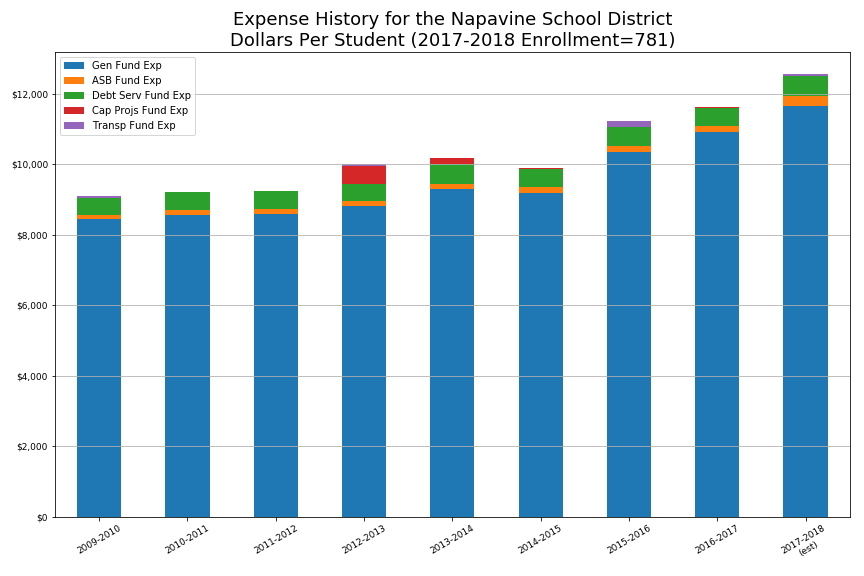 Expense History for the Napavine School District
Dollars Per Student (2017-2018 Enrollment=781)
Gen Fund Exp
ASB Fund Exp
Debt Serv Fund Exp
Cap Projs Fund Exp
Transp Fund Exp
$12,000
$10,000
$8,000
$6,000
$4,000
$2,000
$0
2009-2010
2010-2011
2011-2012
2012-2013
2013-2014
2014-2015
2015-2016
2016-2017
2017-2018
(est)